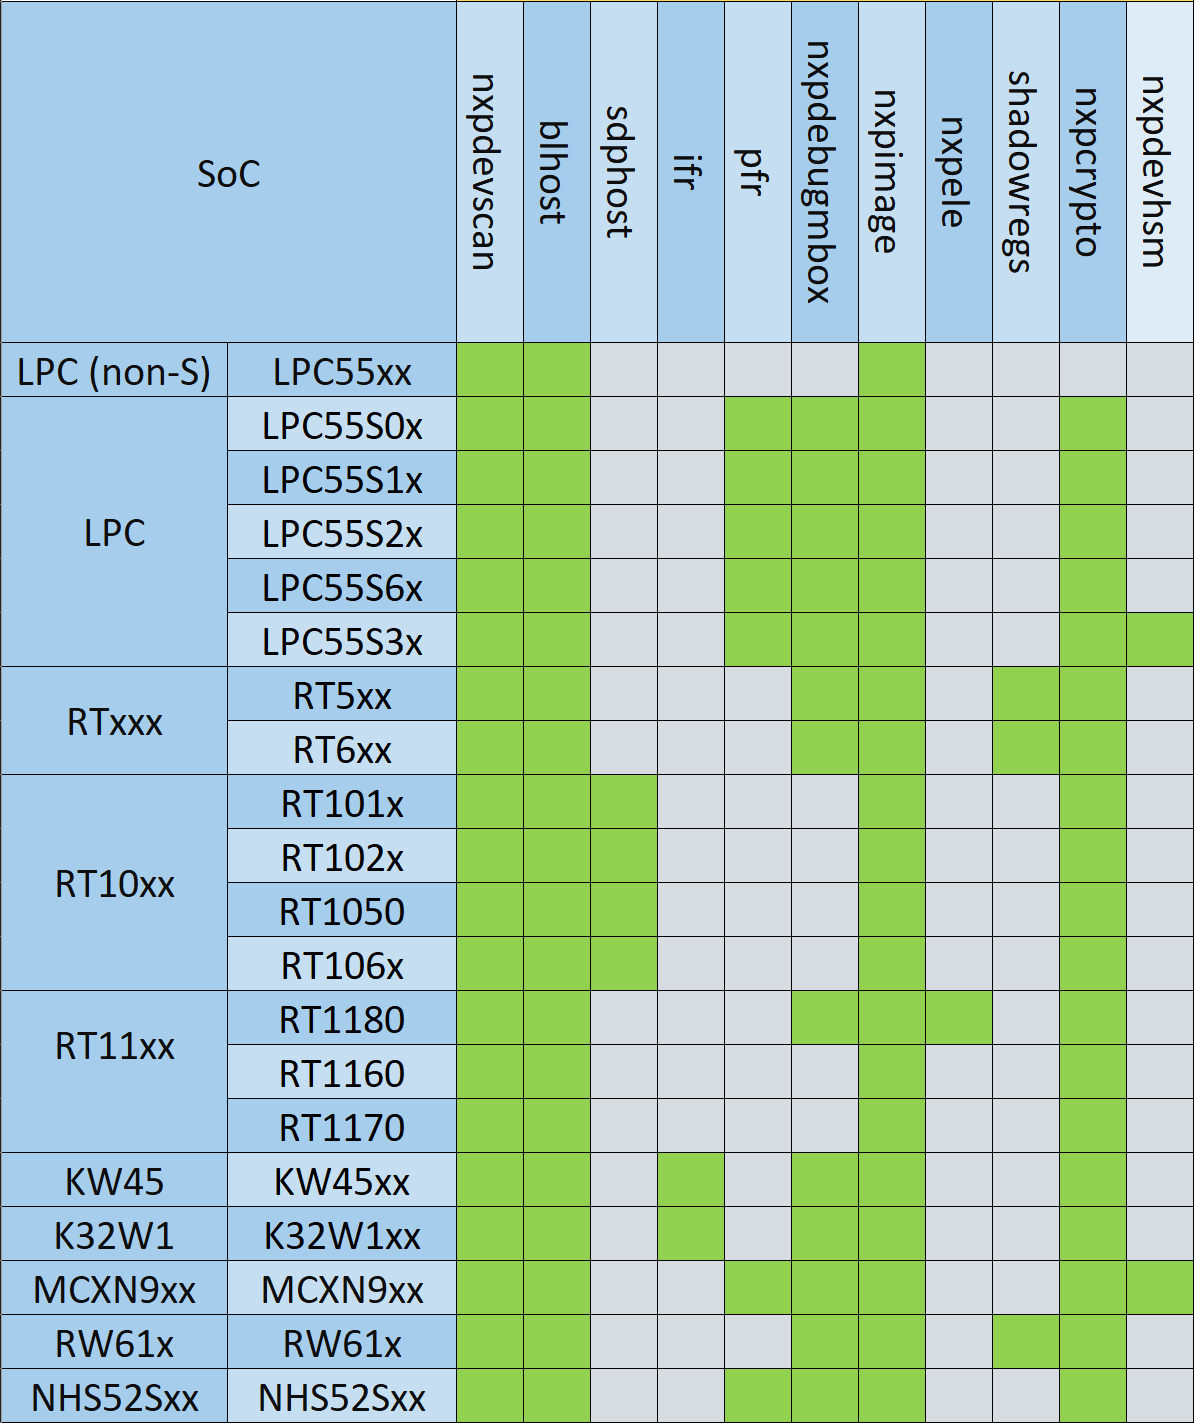 SoC
nxpdevscan
blhost
sdphost
ifr
pfr
nxpdebugmbox
nxpimage
nxpele
shadowregs
nxpcrypto
nxpdevhsm
LPC (non-S) LPC55xx
LPC
LPC55S0x
LPC55S1x
LPC55S2x
LPC55S6x
LPC55S3x
RTxxx
RT5xx
RT6xx
RT10xx
RT101x
RT102x
RT1050
RT106x
RT11xx
RT1180
RT1160
RT1170
KW45 KW45xx
K32W1 K32W1xx
MCXN9xx MCXN9xx
RW61x RW61x
NHS52Sxx NHS52Sxx